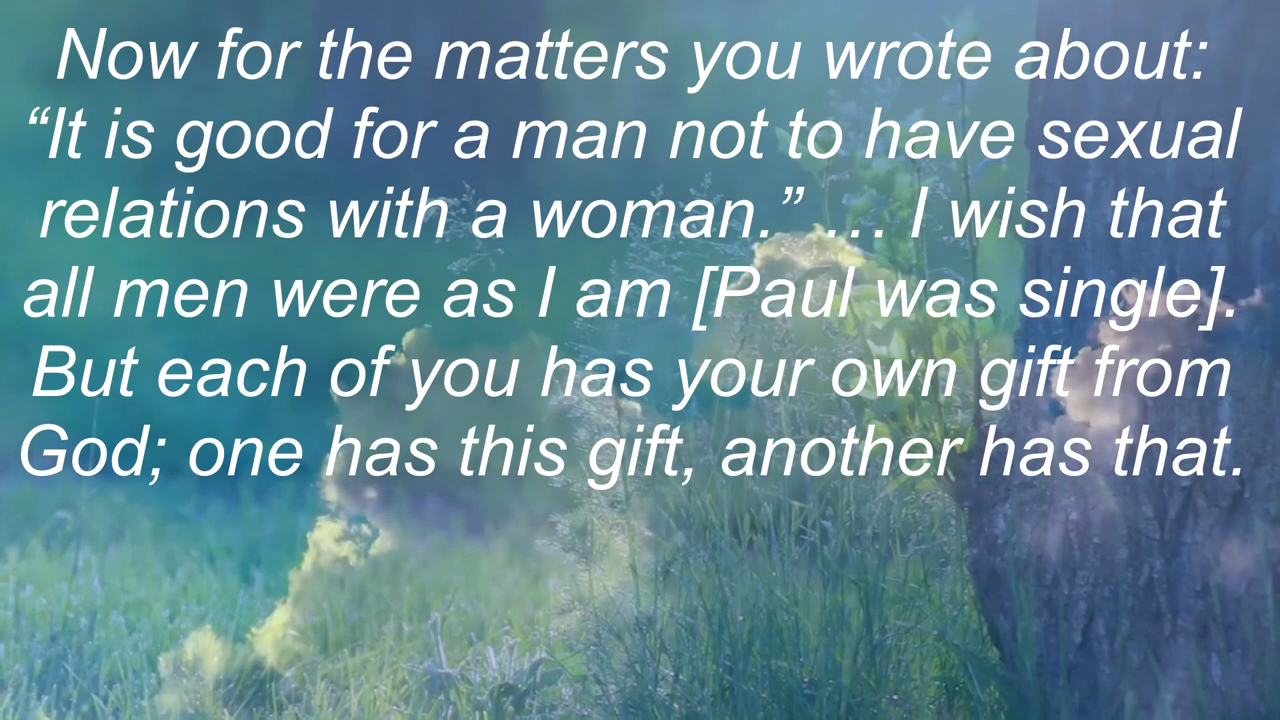 Now for the matters you wrote about:
“It is good for a man not to have sexual
relations with a woman.” … I wish that
all men were as I am [Paul was single].
But each of you has your own gift from
God; one has this gift, another has that.